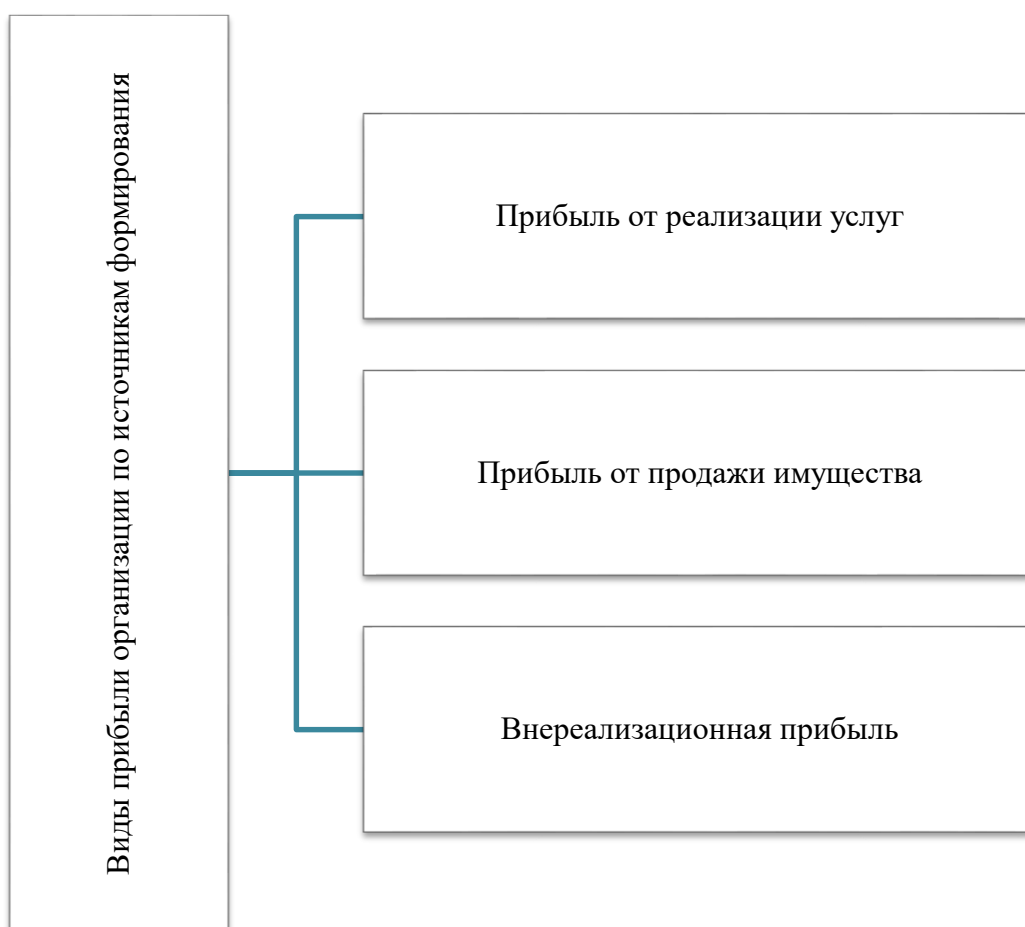 Виды прибыли организации по источникам формирования
Прибыль от реализации услуг
Прибыль от продажи имущества
Внереализационная прибыль